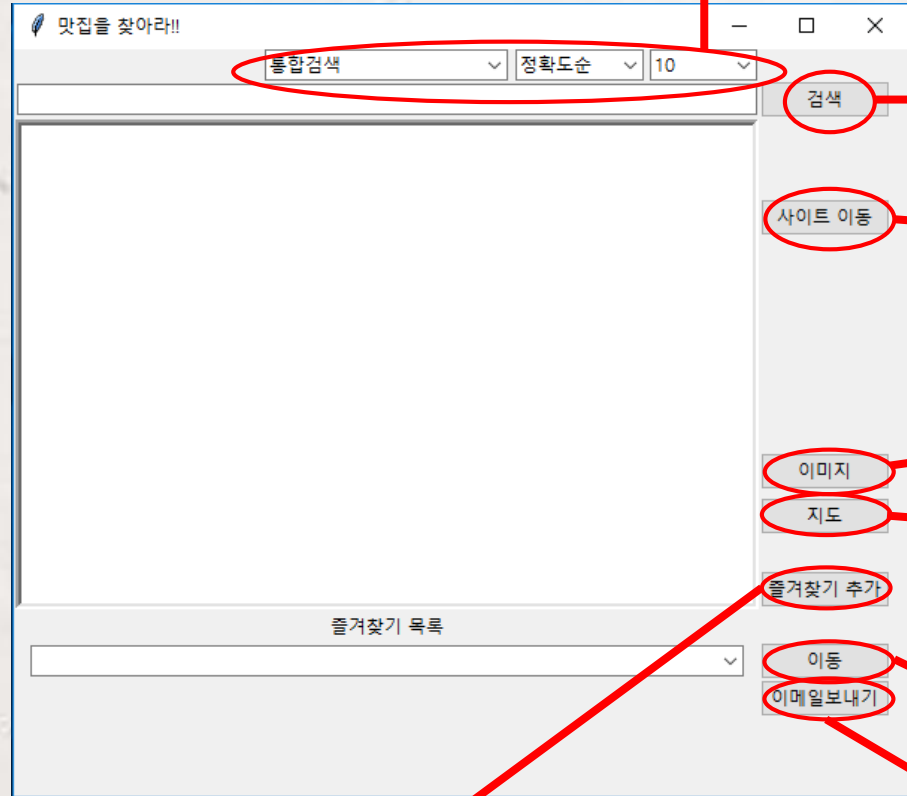 맛집을 찾아라!!
통합검색 정확도순 10
검색
사이트 이동
이미지
지도
즐겨찾기 추가
즐겨찾기 목록
이동
이메일보내기